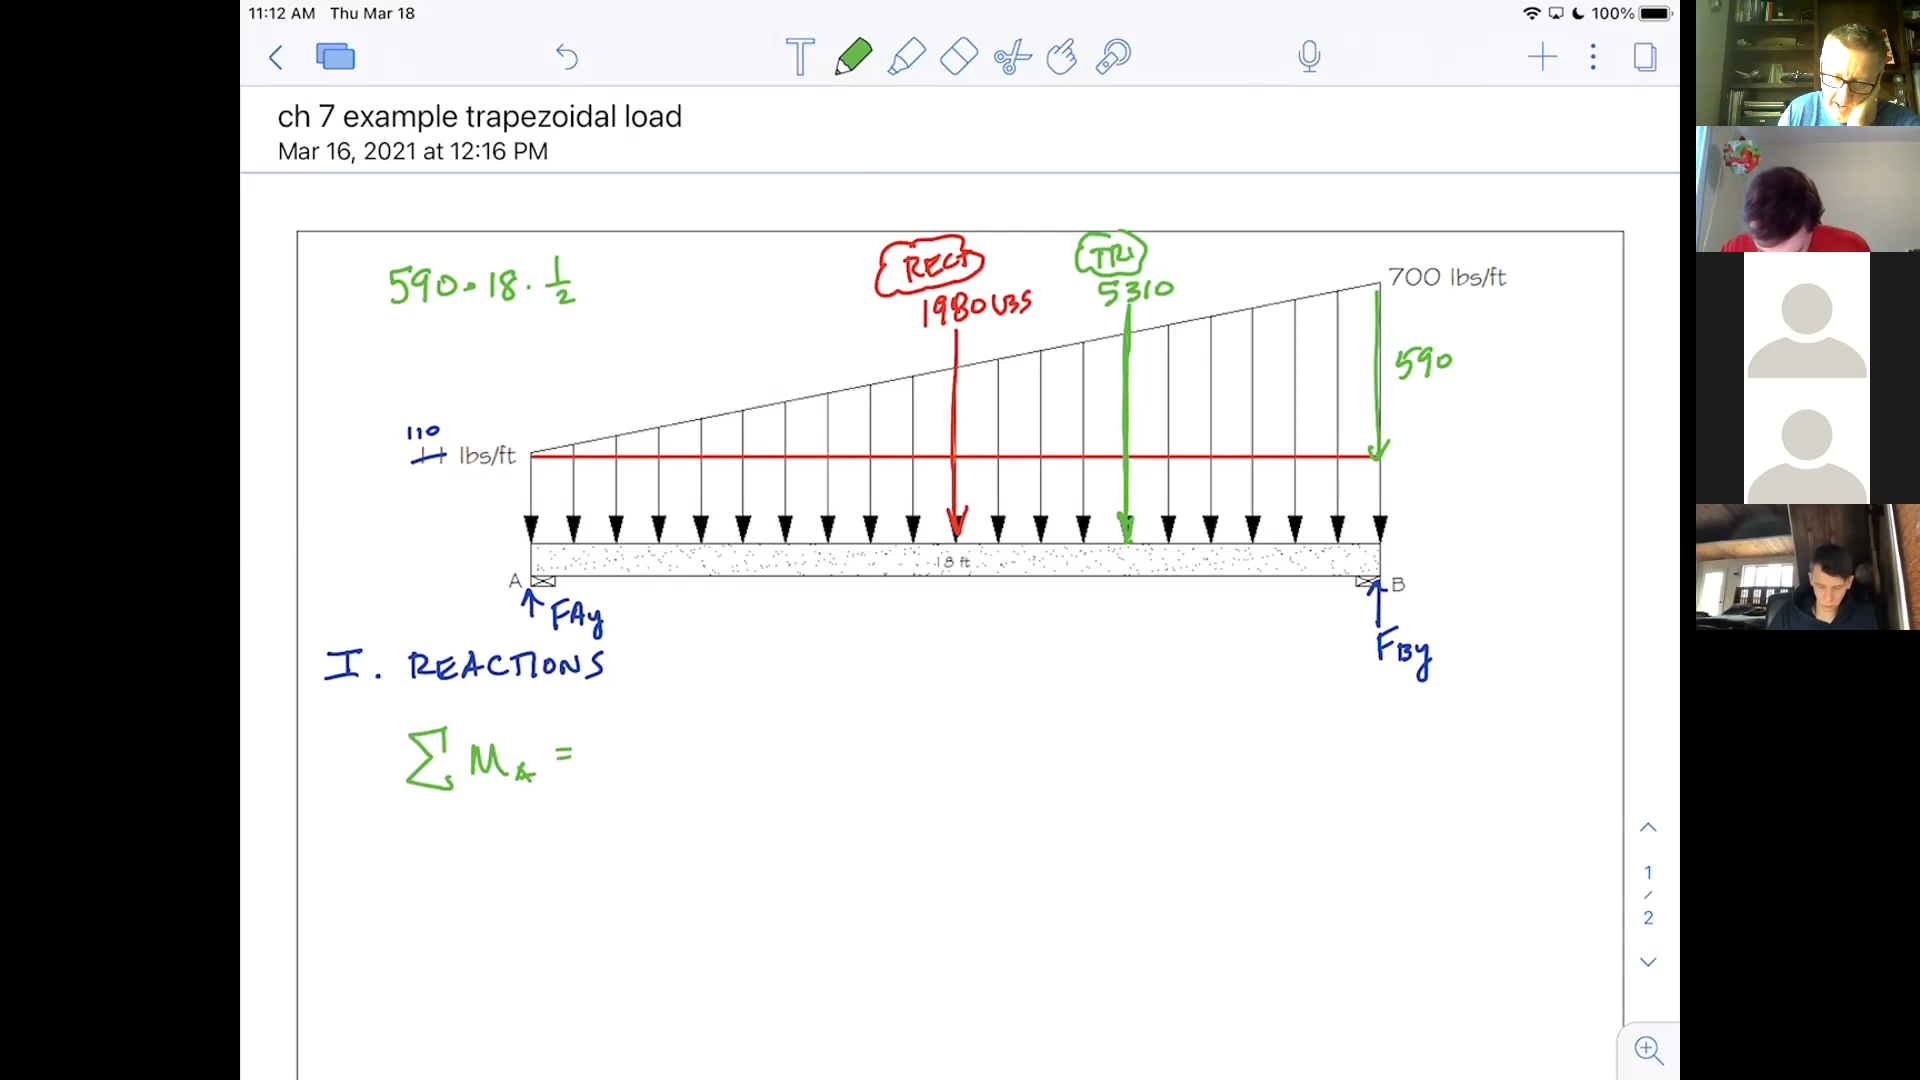 11:12 AM Thu Mar 18
100%
ch 7 example trapezoidal load
Mar 16, 2021 at 12:16 PM
590 · 18 · 1/2
RECT
1980 LBS
TRI
5310
700 lbs/ft
590
110
lbs/ft
18 ft
A
B
FAy
FBy
I. REACTIONS
∑ MA =
1
/
2